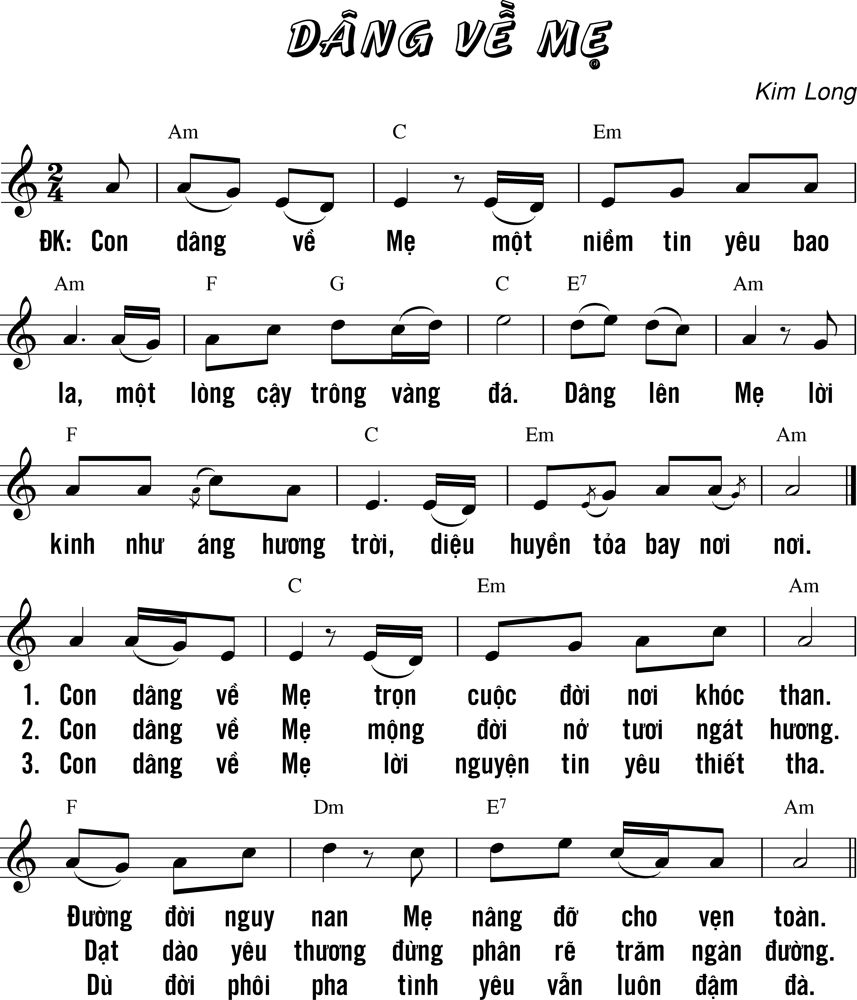 DÂNG VỀ MẸ
Kim Long
Am C Em
2
4
ĐK: Con dâng về Mẹ một niềm tin yêu bao
Am F G C E7 Am
la, một lòng cậy trông vàng đá. Dâng lên Mẹ lời
F C Em Am
kinh như áng hương trời, diệu huyền tỏa bay nơi nơi.
C Em Am
1. Con dâng về Mẹ trọn cuộc đời nơi khóc than.
2. Con dâng về Mẹ mộng đời nở tươi ngát hương.
3. Con dâng về Mẹ lời nguyện tin yêu thiết tha.
F Dm E7 Am
Đường đời nguy nan Mẹ nâng đỡ cho vẹn toàn.
Dạt dào yêu thương đừng phân rẽ trăm ngàn đường.
Dù đời phôi pha tình yêu vẫn luôn đậm đà.